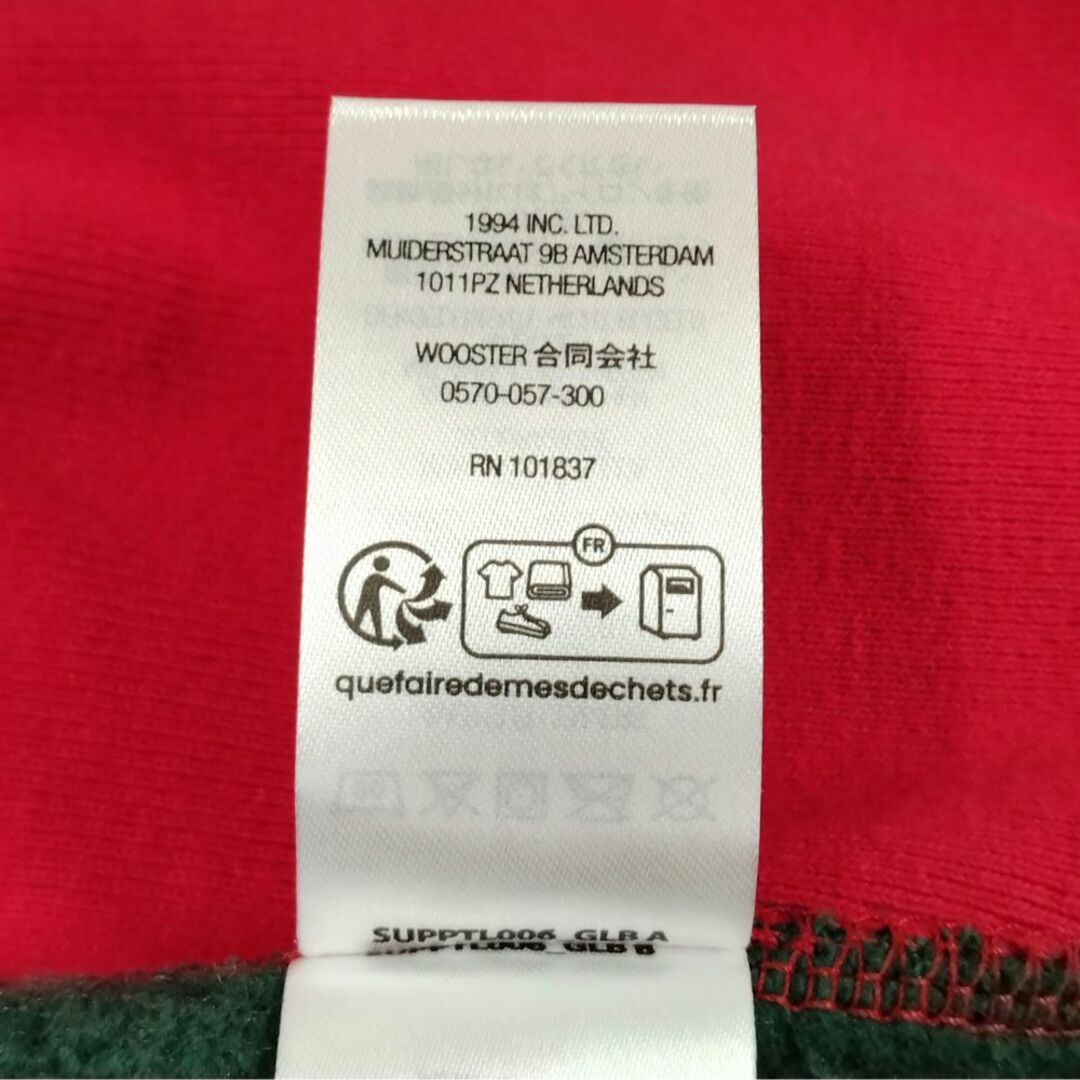 1994 INC. LTD.
MUIDERSTRAAT 9B AMSTERDAM
1011PZ NETHERLANDS
WOOSTER 合同会社
0570-057-300
RN 101837
FR
quefairedemesdechets.fr
SUPPTL006_GLB A
SUPPTL006_GLB B